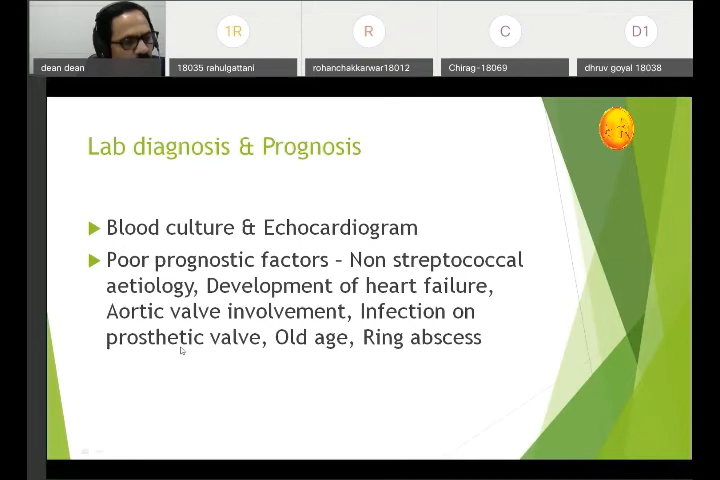 1R
R
C
D1
dean dean
18035 rahulgattani
rohanchakkarwar18012
Chirag-18069
dhruv goyal 18038
Lab diagnosis & Prognosis
Blood culture & Echocardiogram
Poor prognostic factors – Non streptococcal
aetiology, Development of heart failure,
Aortic valve involvement, Infection on
prosthetic valve, Old age, Ring abscess